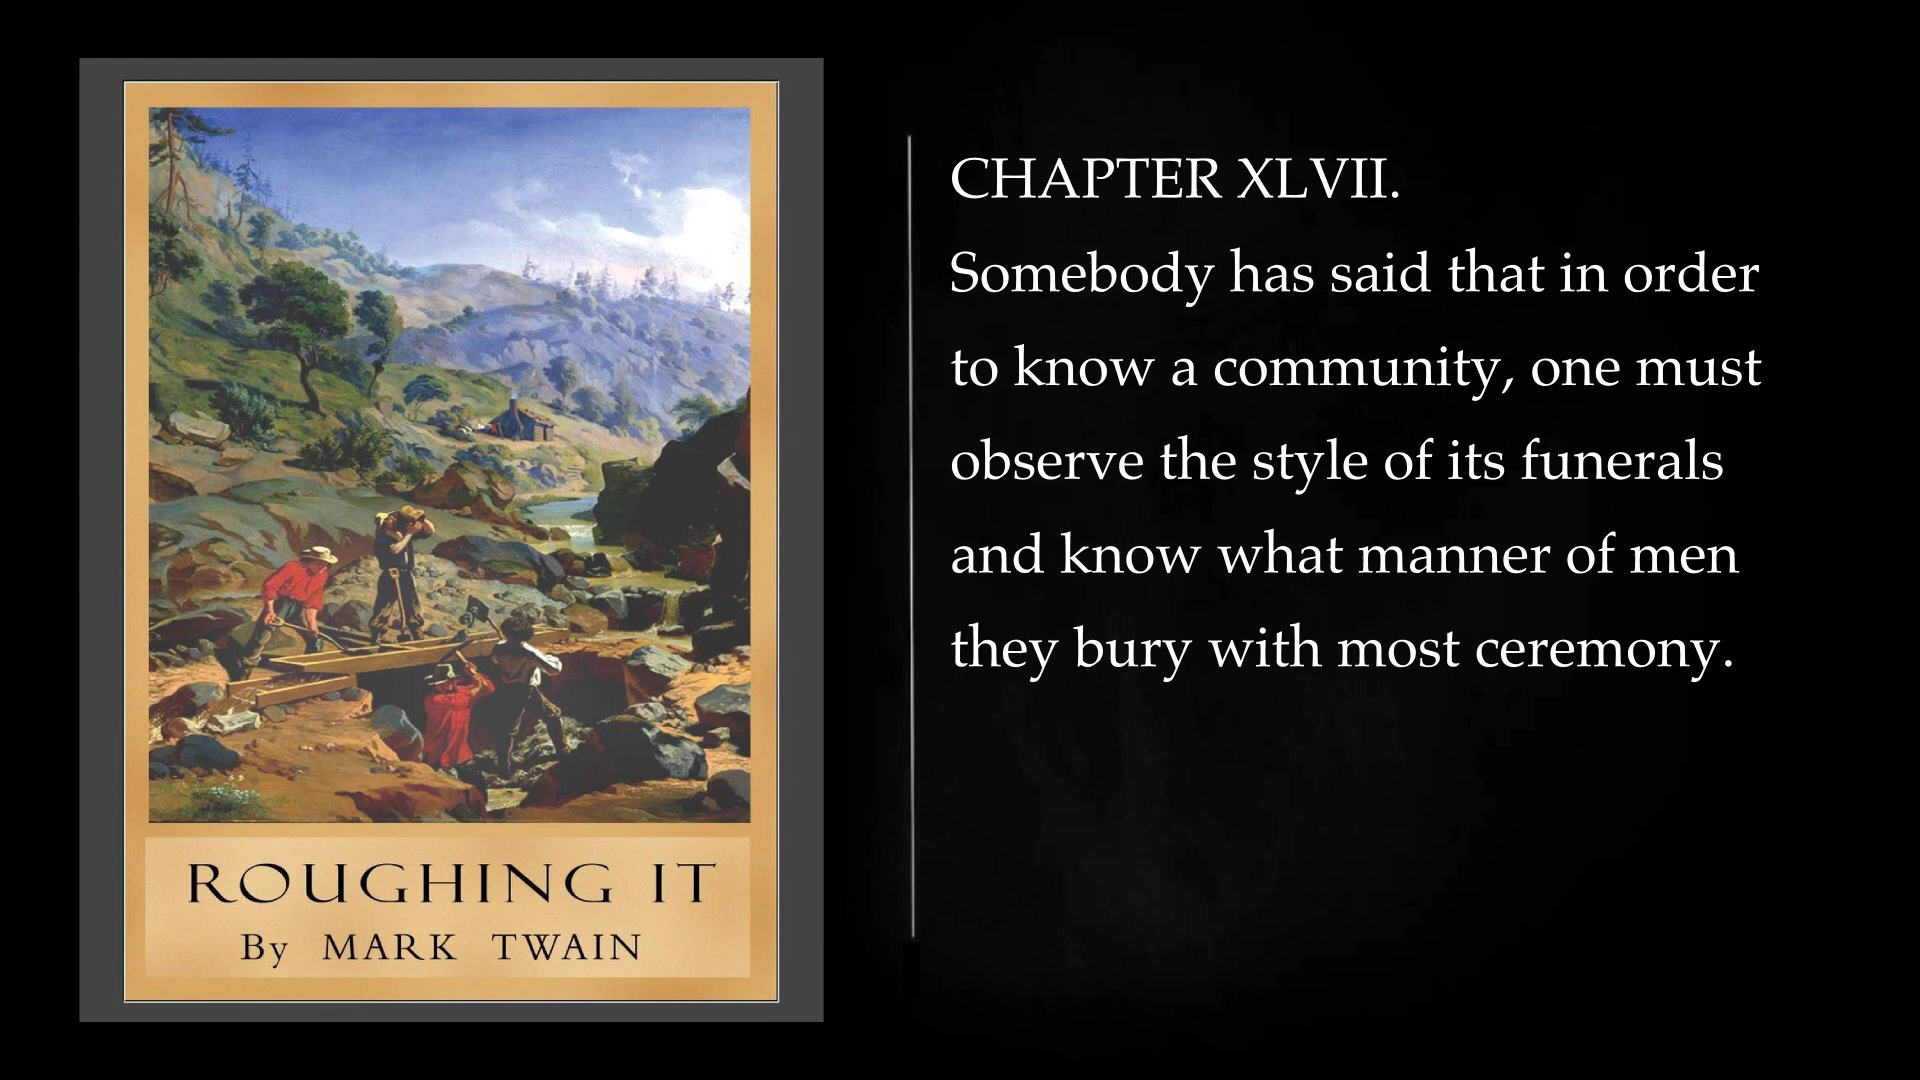 ROUGHING IT
By MARK TWAIN
CHAPTER XLVII.
Somebody has said that in order
to know a community, one must
observe the style of its funerals
and know what manner of men
they bury with most ceremony.